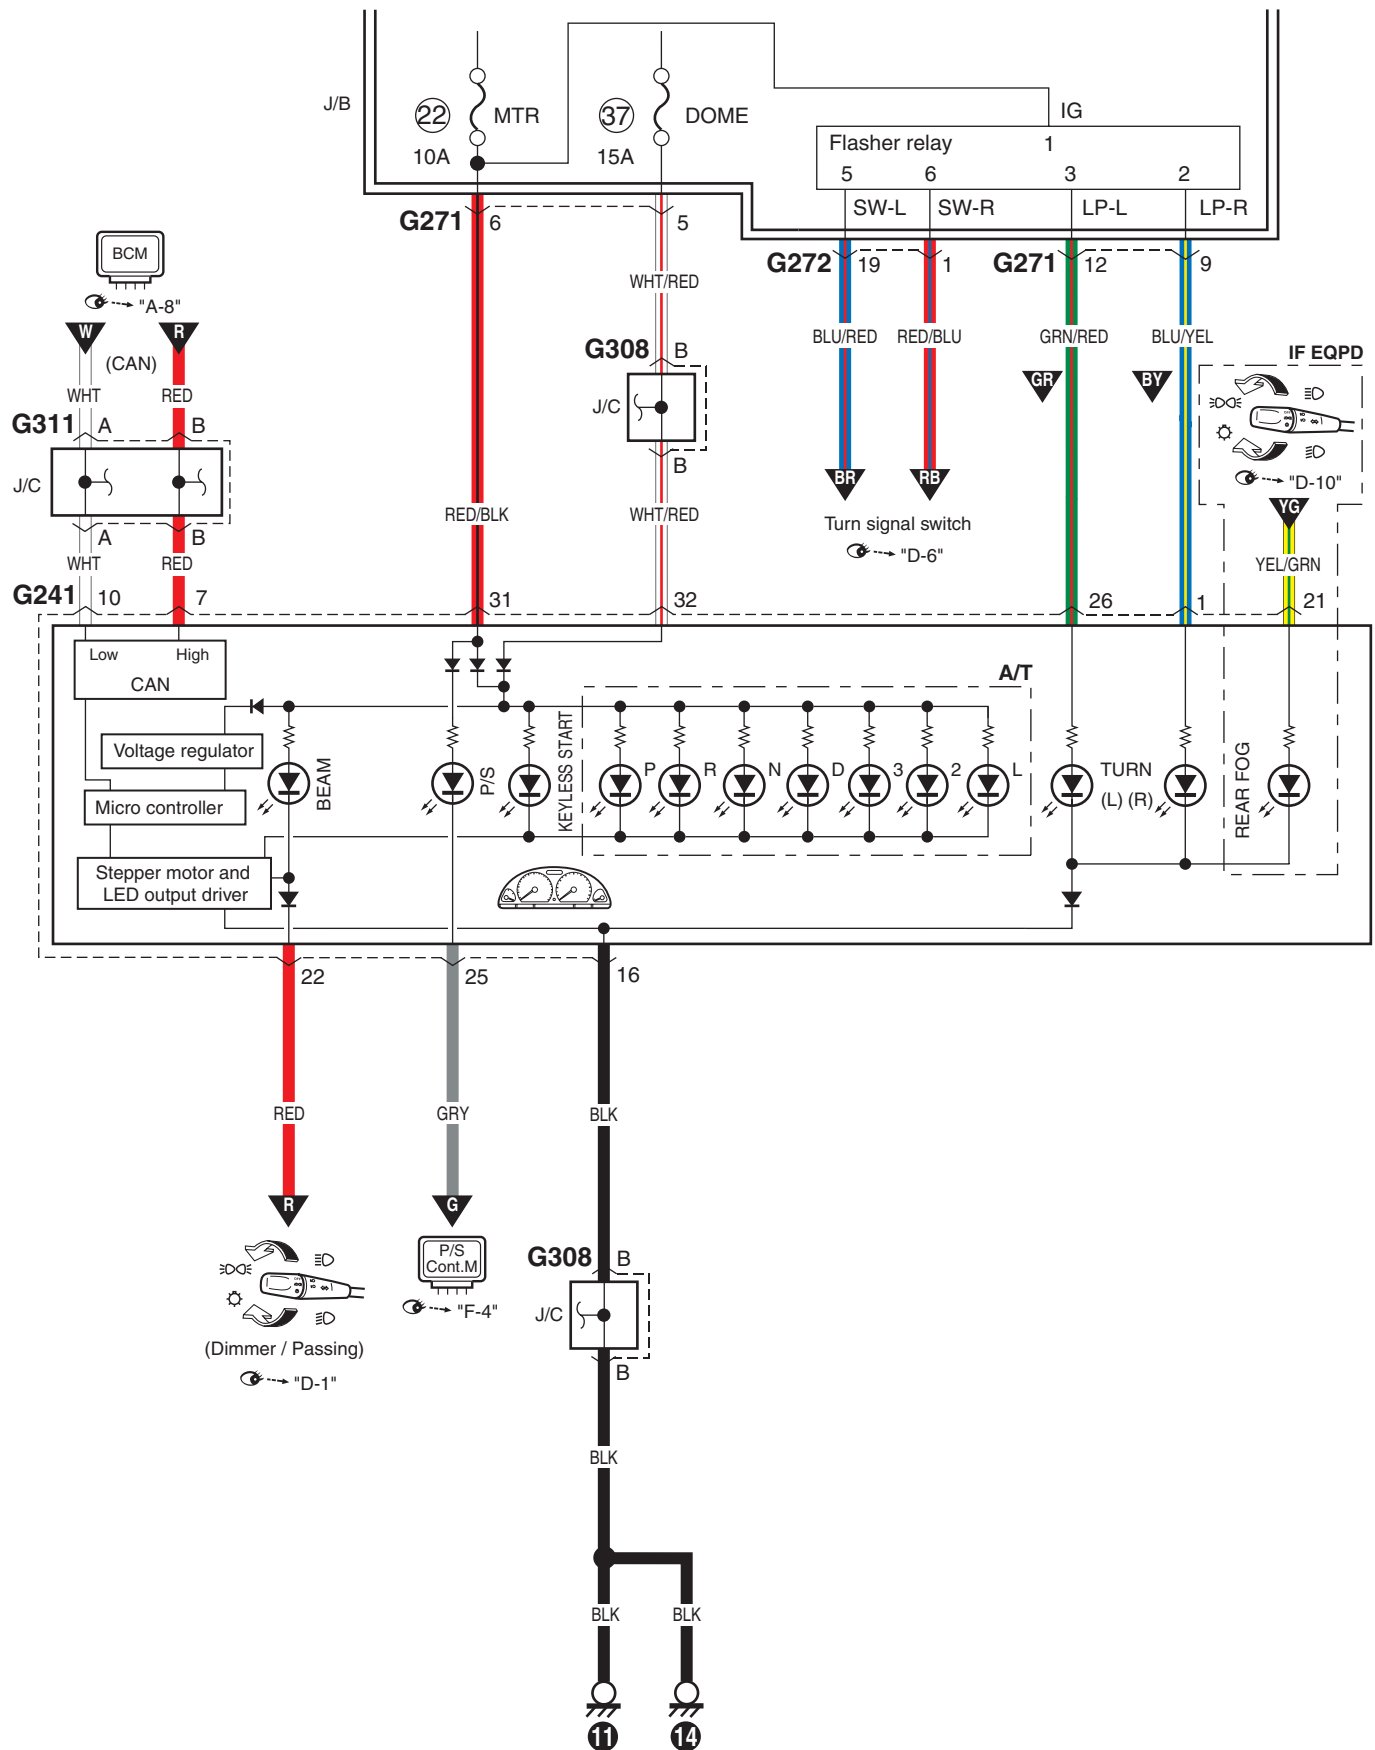 J/B
22
MTR
10A
37
DOME
15A
IG
Flasher relay
1
5
6
3
2
SW-L
SW-R
LP-L
LP-R
G271
6
5
G272
19
1
G271
12
9
BCM
"A-8"
W
R
(CAN)
WHT
RED
WHT/RED
BLU/RED
RED/BLU
GRN/RED
BLU/YEL
IF EQPD
G308
B
J/C
B
GR
BY
"D-10"
YG
G311
A
B
J/C
A
B
WHT
RED
RED/BLK
WHT/RED
BR
RB
Turn signal switch
"D-6"
YEL/GRN
G241
10
7
31
32
26
1
21
Low
High
CAN
A/T
Voltage regulator
Micro controller
Stepper motor and
LED output driver
BEAM
P/S
KEYLESS START
P
R
N
D
3
2
L
TURN
(L) (R)
REAR FOG
22
25
16
RED
GRY
BLK
R
G
P/S
Cont.M
"F-4"
(Dimmer / Passing)
"D-1"
G308
B
J/C
B
BLK
BLK
BLK
11
14